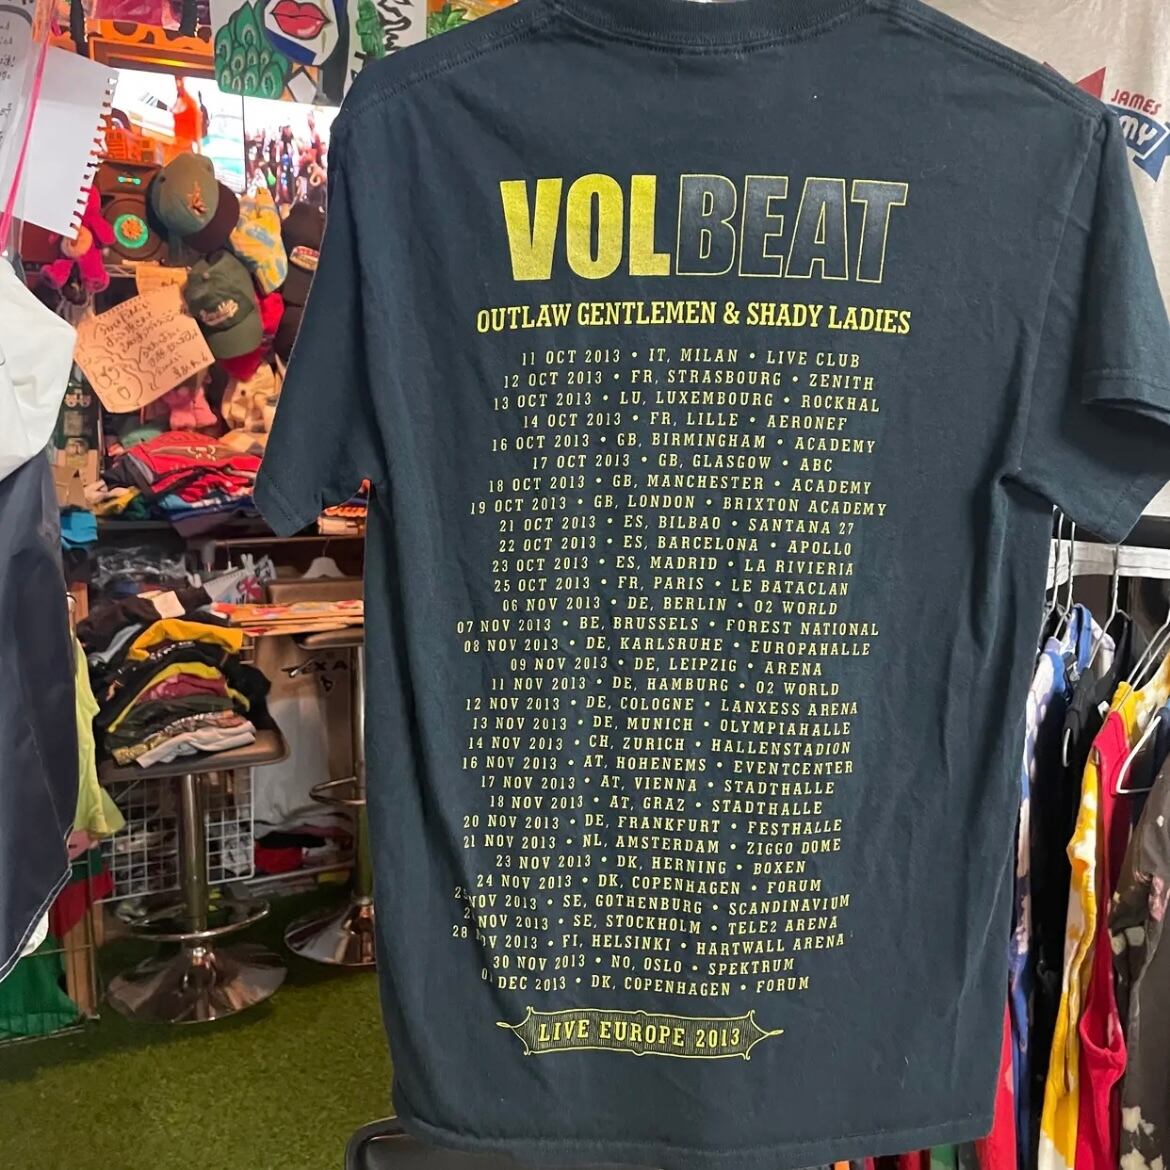 JAMES
VOLBEAT
OUTLAW GENTLEMEN & SHADY LADIES
11 OCT 2013 • IT, MILAN • LIVE CLUB
12 OCT 2013 • FR, STRASBOURG • ZENITH
13 OCT 2013 • LU, LUXEMBOURG • ROCKHAL
14 OCT 2013 • FR, LILLE • AERONEF
16 OCT 2013 • GB, BIRMINGHAM • ACADEMY
17 OCT 2013 • GB, GLASGOW • ABC
18 OCT 2013 • GB, MANCHESTER • ACADEMY
19 OCT 2013 • GB, LONDON • BRIXTON ACADEMY
21 OCT 2013 • ES, BILBAO • SANTANA 27
22 OCT 2013 • ES, BARCELONA • APOLLO
23 OCT 2013 • ES, MADRID • LA RIVIERIA
25 OCT 2013 • FR, PARIS • LE BATACLAN
06 NOV 2013 • DE, BERLIN • O2 WORLD
07 NOV 2013 • BE, BRUSSELS • FOREST NATIONAL
08 NOV 2013 • DE, KARLSRUHE • EUROPAHALLE
09 NOV 2013 • DE, LEIPZIG • ARENA
11 NOV 2013 • DE, HAMBURG • O2 WORLD
12 NOV 2013 • DE, COLOGNE • LANXESS ARENA
13 NOV 2013 • DE, MUNICH • OLYMPIAHALLE
14 NOV 2013 • CH, ZURICH • HALLENSTADION
16 NOV 2013 • AT, HOHENEMS • EVENTCENTER
17 NOV 2013 • AT, VIENNA • STADTHALLE
18 NOV 2013 • AT, GRAZ • STADTHALLE
20 NOV 2013 • DE, FRANKFURT • FESTHALLE
21 NOV 2013 • NL, AMSTERDAM • ZIGGO DOME
23 NOV 2013 • DK, HERNING • BOXEN
24 NOV 2013 • DK, COPENHAGEN • FORUM
NOV 2013 • SE, GOTHENBURG • SCANDINAVIUM
NOV 2013 • SE, STOCKHOLM • TELE2 ARENA
28 NOV 2013 • FI, HELSINKI • HARTWALL ARENA
30 NOV 2013 • NO, OSLO • SPEKTRUM
01 DEC 2013 • DK, COPENHAGEN • FORUM
LIVE EUROPE 2013